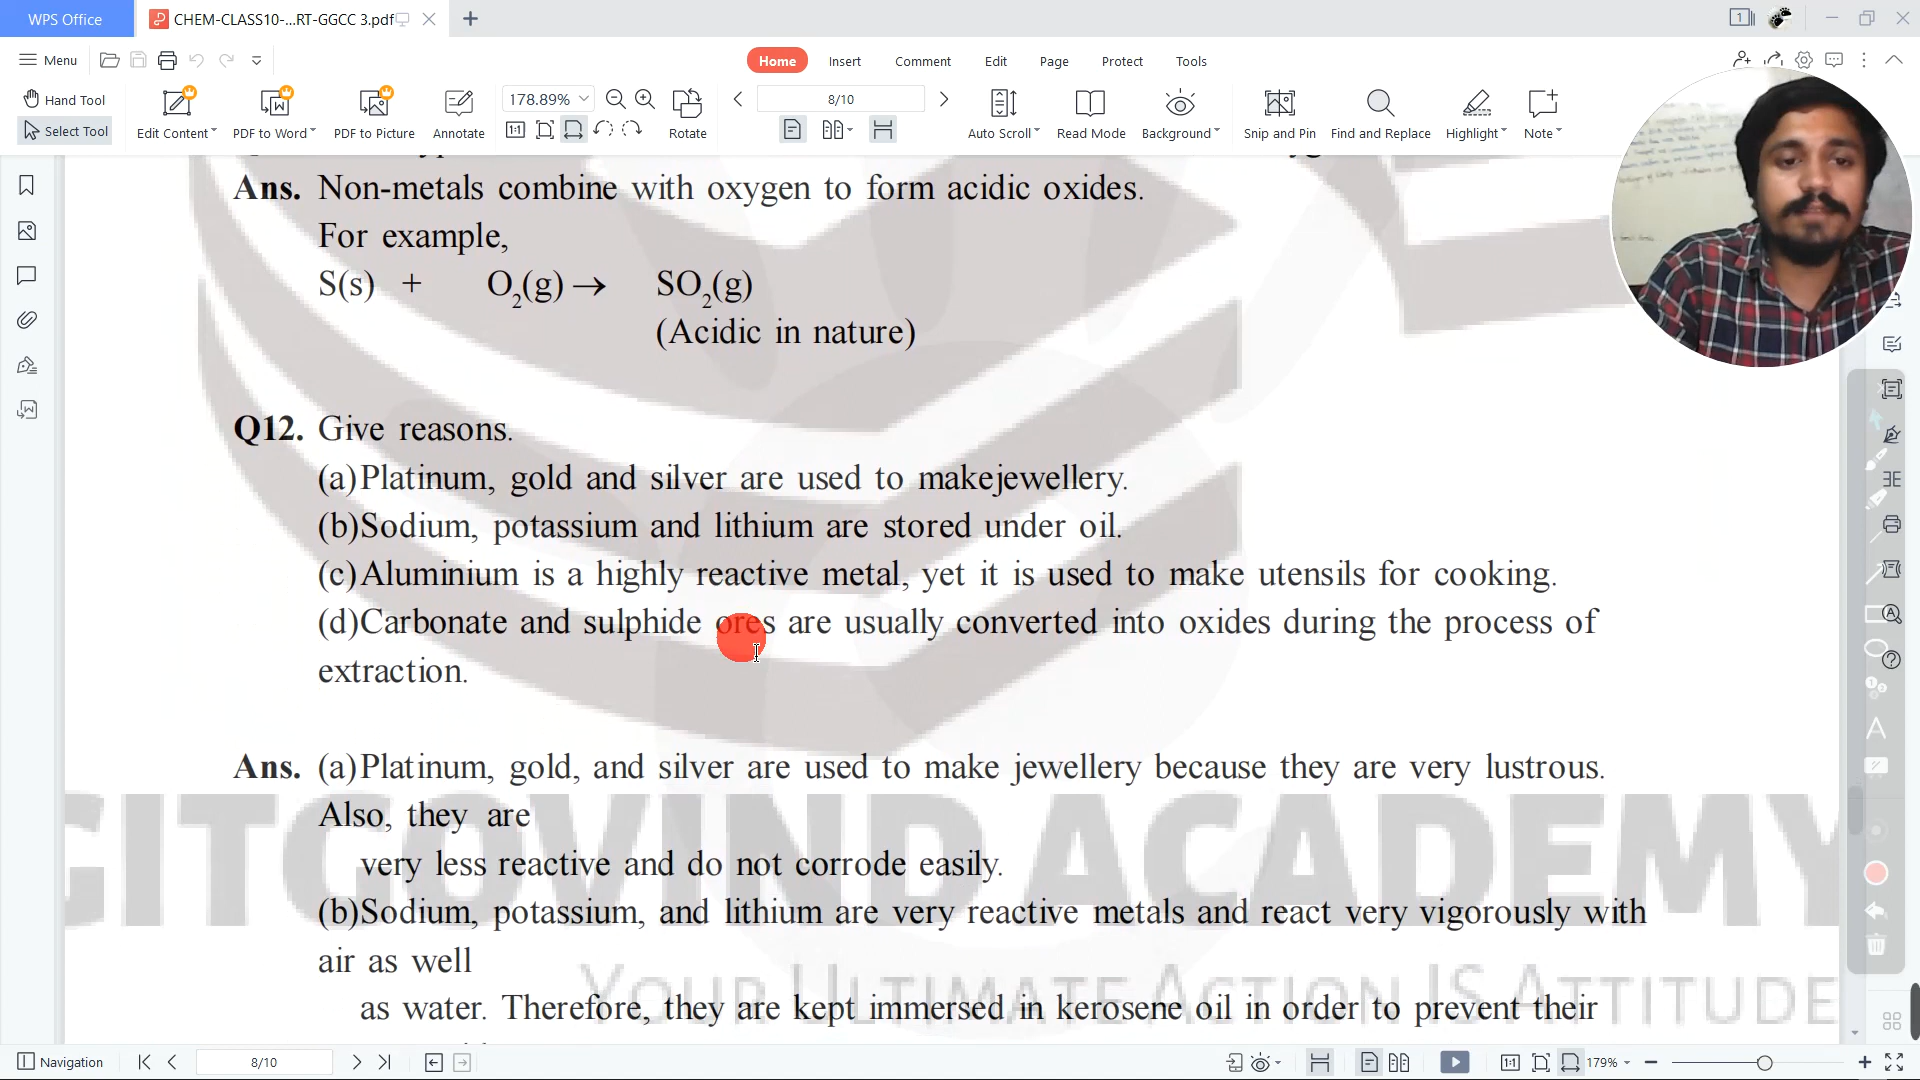 WPS Office
CHEM-CLASS10-...RT-GGCC 3.pdf
1
Menu
Home Insert Comment Edit Page Protect Tools
Hand Tool
Select Tool
Edit Content
PDF to Word
PDF to Picture
Annotate
178.89%
Rotate
8/10
Auto Scroll
Read Mode
Background
Snip and Pin
Find and Replace
Highlight
Note
Ans. Non-metals combine with oxygen to form acidic oxides.
For example,
S(s) + O2(g) → SO2(g)
(Acidic in nature)
Q12. Give reasons.
(a)Platinum, gold and silver are used to makejewellery.
(b)Sodium, potassium and lithium are stored under oil.
(c)Aluminium is a highly reactive metal, yet it is used to make utensils for cooking.
(d)Carbonate and sulphide ores are usually converted into oxides during the process of
extraction.
Ans. (a)Platinum, gold, and silver are used to make jewellery because they are very lustrous.
Also, they are
very less reactive and do not corrode easily.
(b)Sodium, potassium, and lithium are very reactive metals and react very vigorously with
air as well
as water. Therefore, they are kept immersed in kerosene oil in order to prevent their
GITGOVIND ACADEMY
YOUR ULTIMATE ACTION IS ATTITUDE
Navigation
8/10
1:1
179%